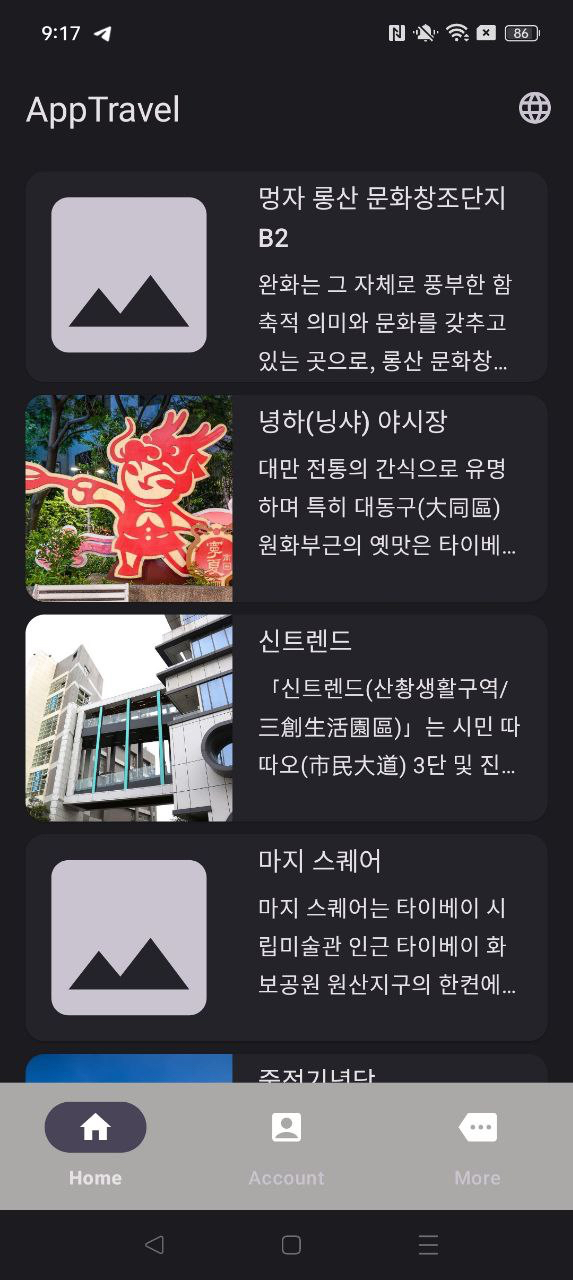 9:17
86
AppTravel
멍자 롱산 문화창조단지
B2
완화는 그 자체로 풍부한 함
축적 의미와 문화를 갖추고
있는 곳으로, 롱산 문화창...
녕하(닝샤) 야시장
대만 전통의 간식으로 유명
하며 특히 대동구(大同區)
원화부근의 옛맛은 타이베...
寧夏
신트렌드
「신트렌드(산촹생활구역/
三創生活園區)」는 시민 따
따오(市民大道) 3단 및 진...
마지 스퀘어
마지 스퀘어는 타이베이 시
립미술관 인근 타이베이 화
보공원 원산지구의 한켠에...
중정기념당
Home
Account
More